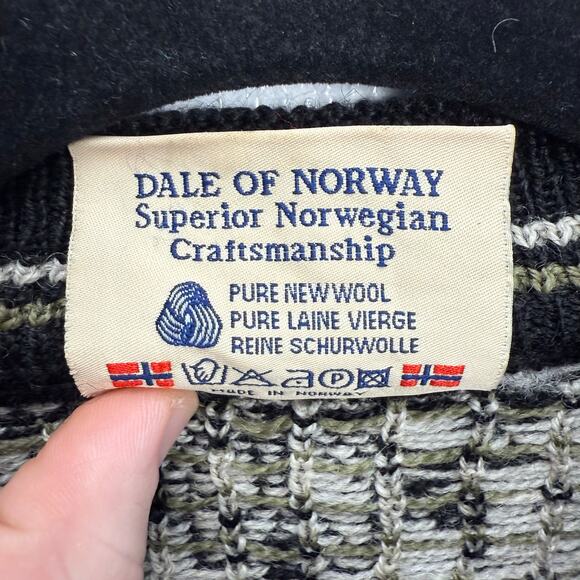 DALE OF NORWAY
Superior Norwegian
Craftsmanship
PURE NEW WOOL
PURE LAINE VIERGE
REINE SCHURWOLLE
P
MADE IN NORWAY